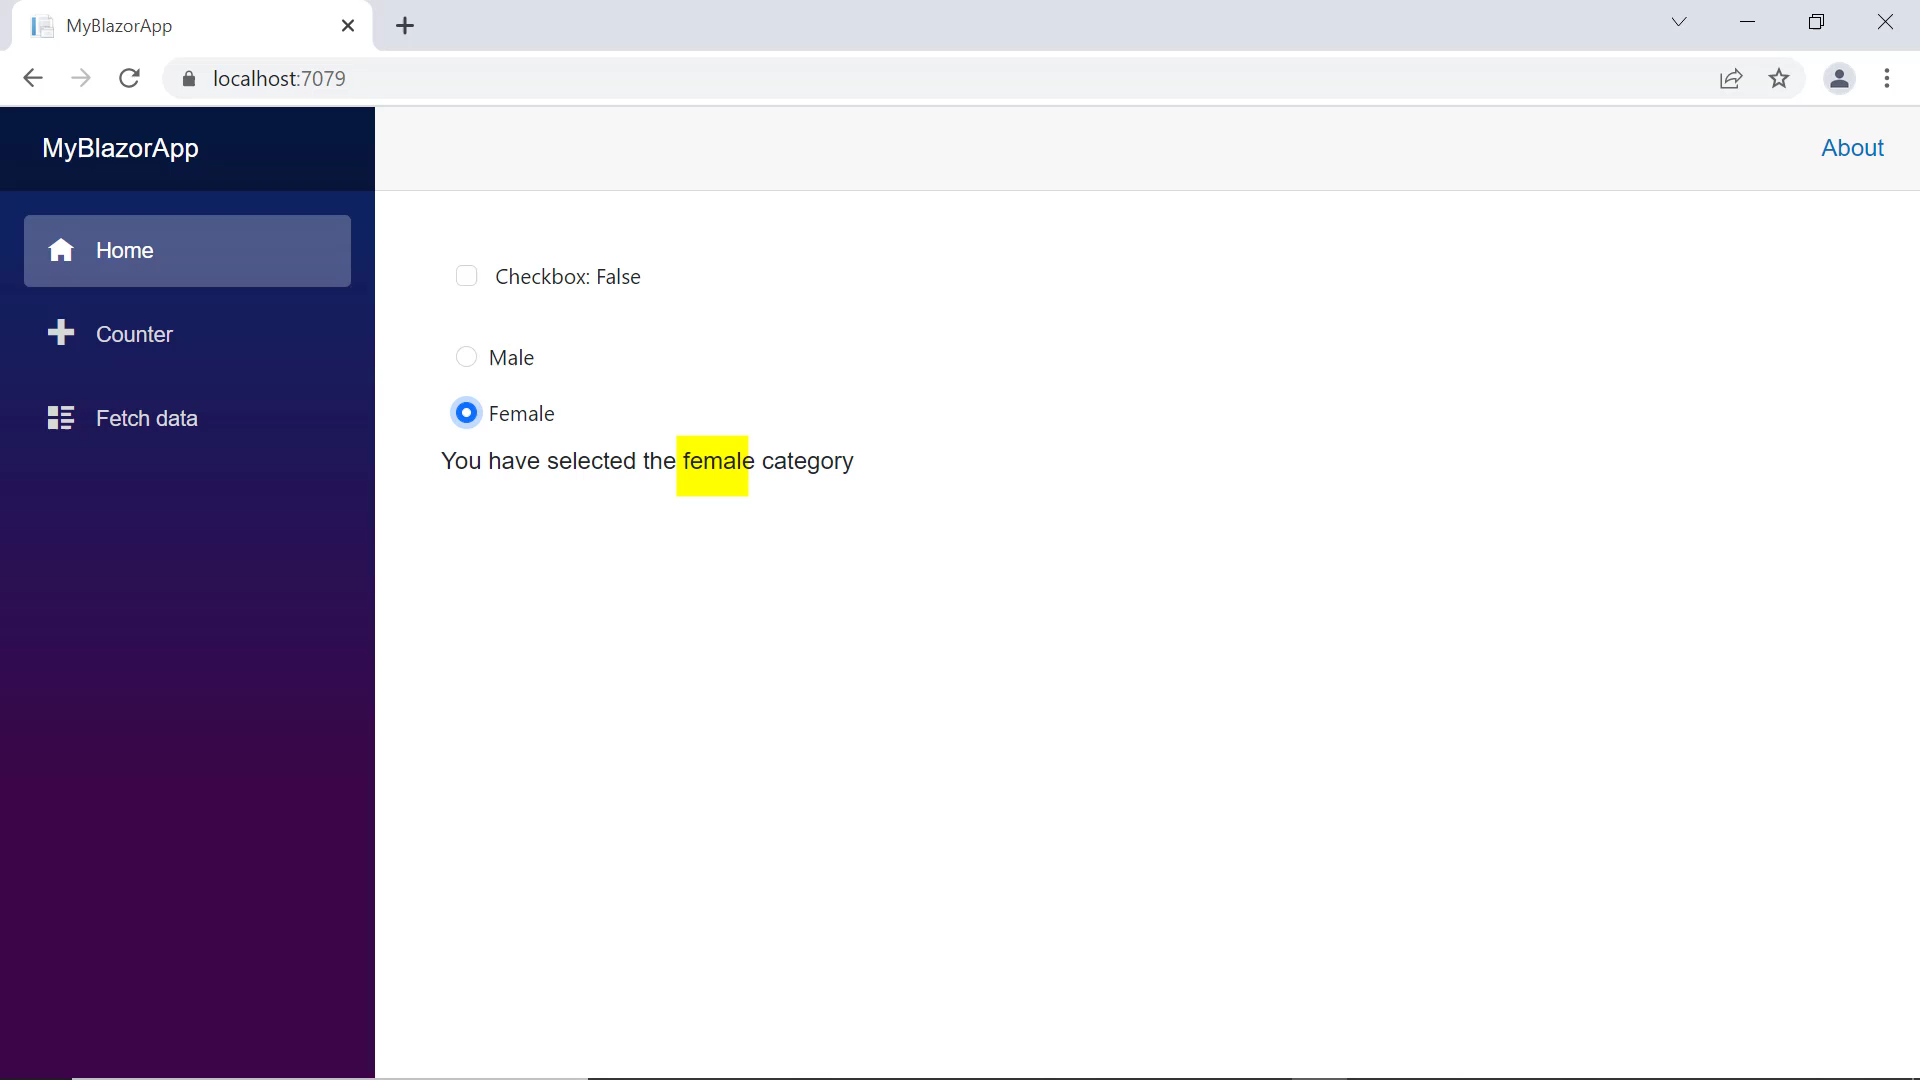 MyBlazorApp
localhost:7079
MyBlazorApp
About
Home
Counter
Fetch data
Checkbox: False
Male
Female
You have selected the female category